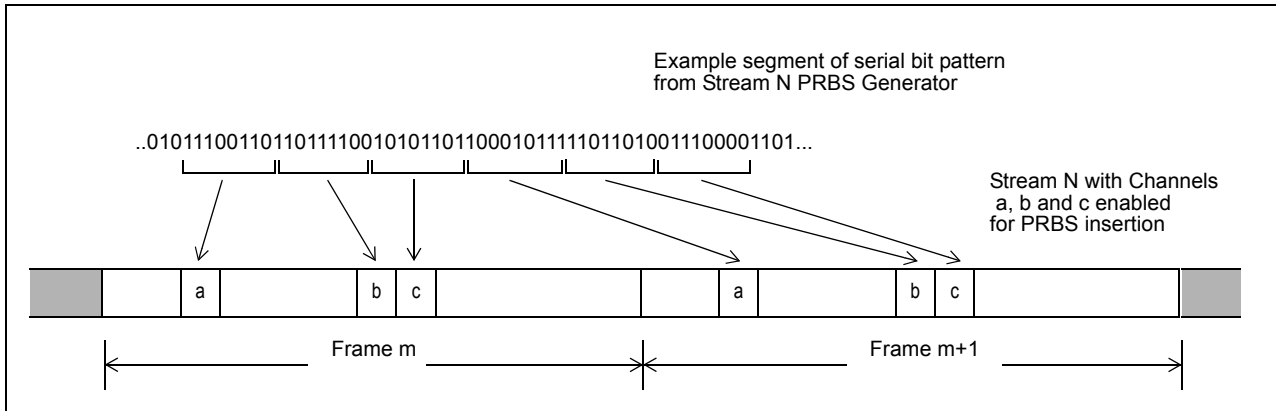 Example segment of serial bit pattern
from Stream N PRBS Generator
..010111001101101111001010110110001011111011010011100001101...
Stream N with Channels
a, b and c enabled
for PRBS insertion
a b c a b c
Frame m Frame m+1